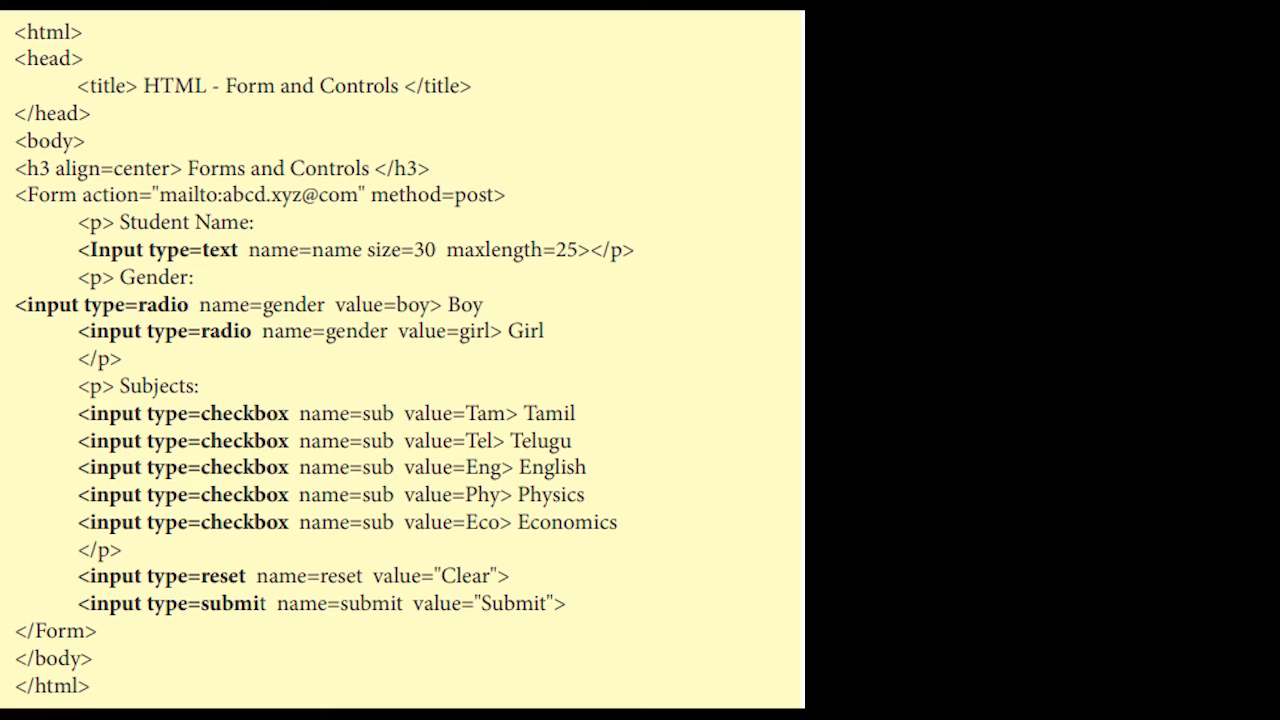 <html>
<head>
<title> HTML - Form and Controls </title>
</head>
<body>
<h3 align=center> Forms and Controls </h3>
<Form action="mailto:abcd.xyz@com" method=post>
<p> Student Name:
<Input type=text name=name size=30 maxlength=25></p>
<p> Gender:
<input type=radio name=gender value=boy> Boy
<input type=radio name=gender value=girl> Girl
</p>
<p> Subjects:
<input type=checkbox name=sub value=Tam> Tamil
<input type=checkbox name=sub value=Tel> Telugu
<input type=checkbox name=sub value=Eng> English
<input type=checkbox name=sub value=Phy> Physics
<input type=checkbox name=sub value=Eco> Economics
</p>
<input type=reset name=reset value="Clear">
<input type=submit name=submit value="Submit">
</Form>
</body>
</html>